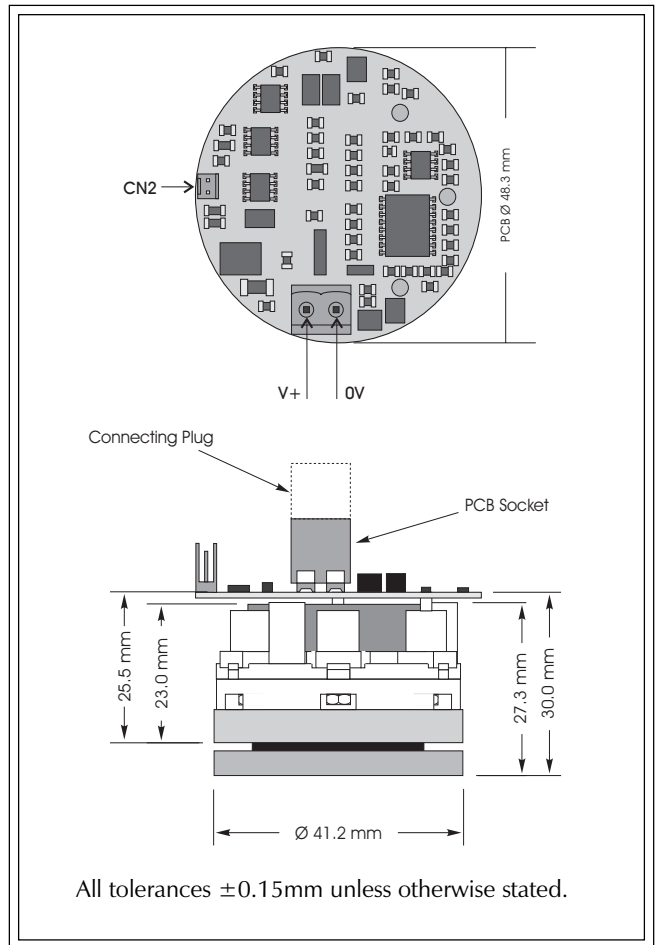 PCB Ø 48.3 mm
CN2
V+
0V
Connecting Plug
PCB Socket
25.5 mm
23.0 mm
27.3 mm
30.0 mm
Ø 41.2 mm
All tolerances ±0.15mm unless otherwise stated.